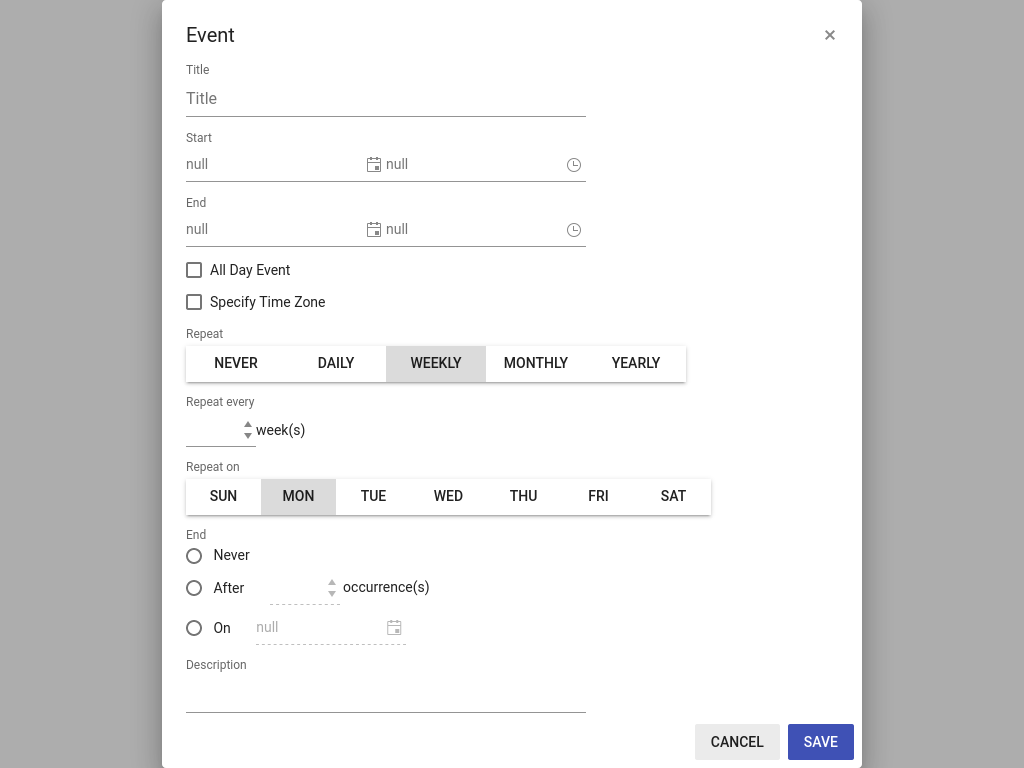 Event
Title
Title
Start
null null
End
null null
All Day Event
Specify Time Zone
Repeat
NEVER DAILY WEEKLY MONTHLY YEARLY
Repeat every
week(s)
Repeat on
SUN MON TUE WED THU FRI SAT
End
Never
After occurrence(s)
On null
Description
CANCEL SAVE